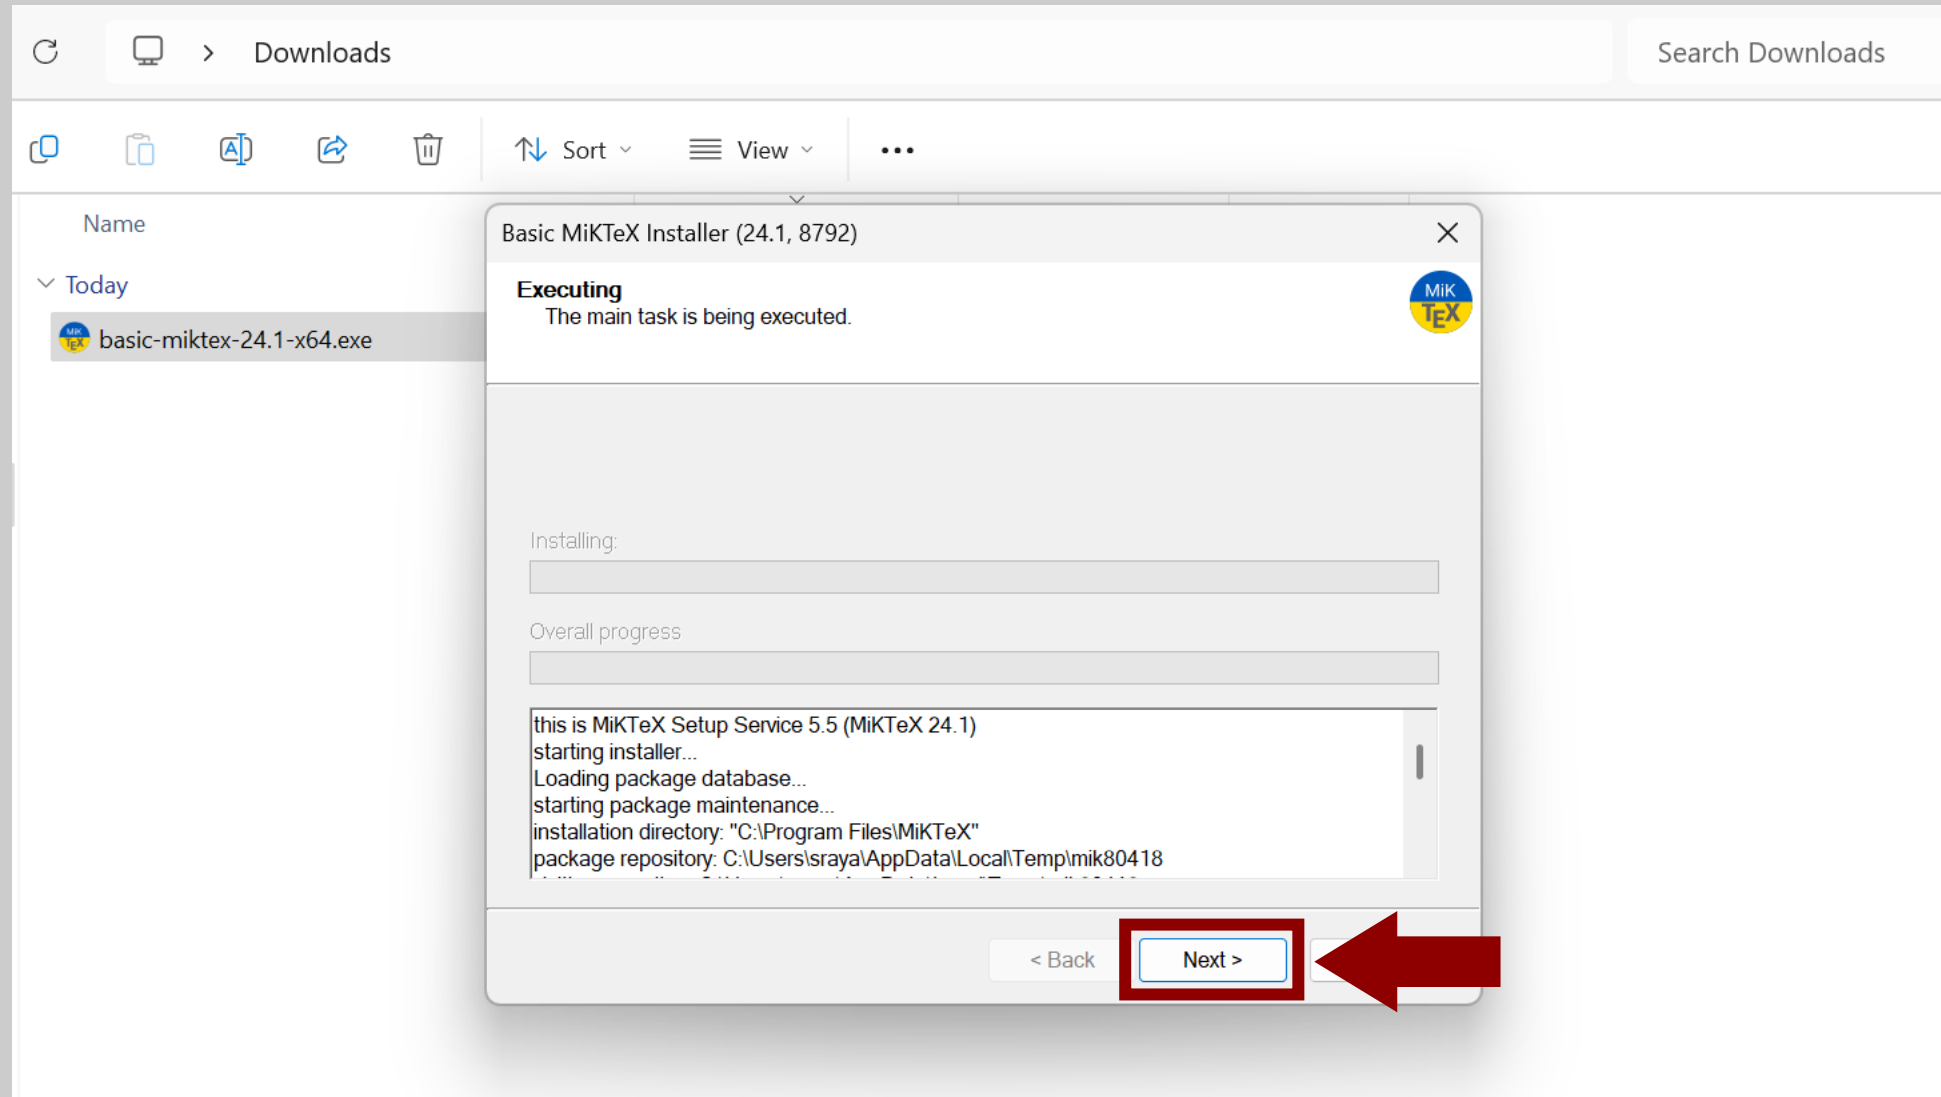 Downloads
Search Downloads
Sort
View
Name
Today
basic-miktex-24.1-x64.exe
Basic MiKTeX Installer (24.1, 8792)
Executing
The main task is being executed.
MiK
TEX
Installing:
Overall progress
this is MiKTeX Setup Service 5.5 (MiKTeX 24.1)
starting installer...
Loading package database...
starting package maintenance...
installation directory: "C:\Program Files\MiKTeX"
package repository: C:\Users\sraya\AppData\Local\Temp\mik80418
< Back
Next >